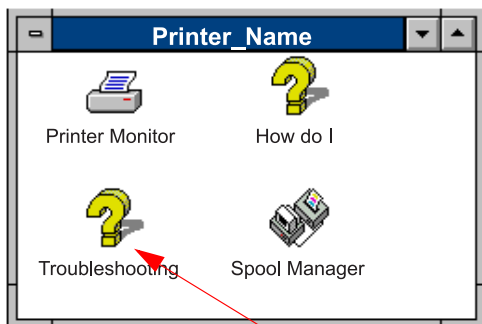 Printer_Name
Printer Monitor
How do I
Troubleshooting
Spool Manager